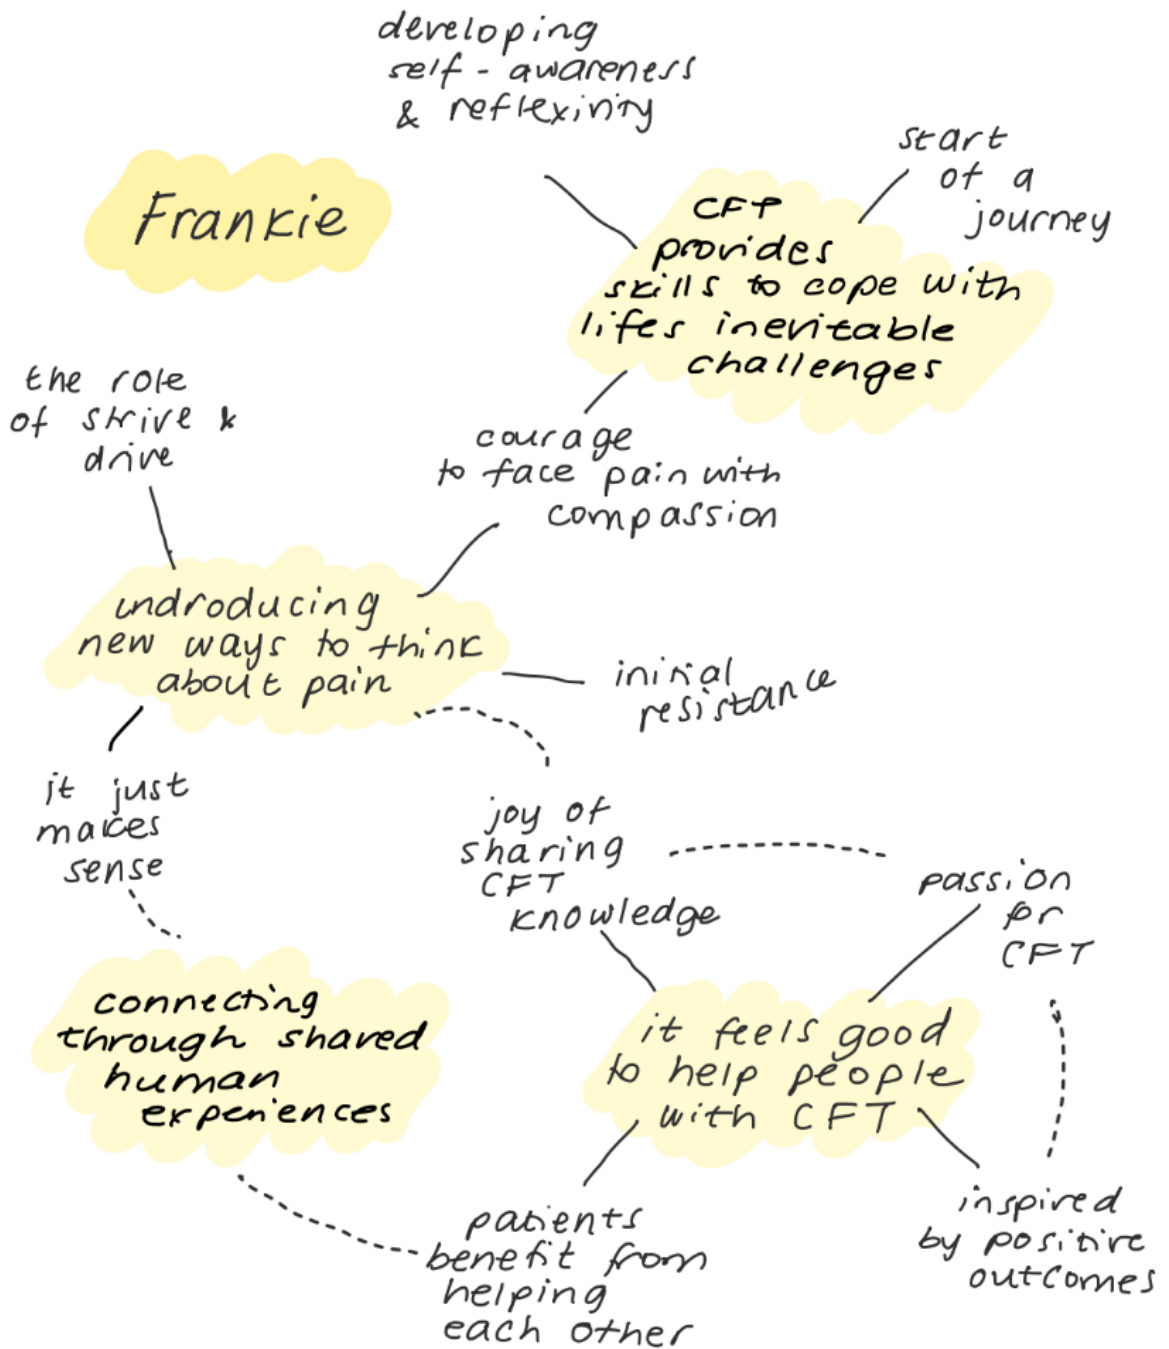 developing
self - awareness
& reflexivity
Frankie
start
of a
journey
CFT
provides
skills to cope with
lifes inevitable
challenges
the role
of strive &
drive
courage
to face pain with
compassion
undroducing
new ways to think
about pain
initial
resistance
it just
makes
sense
joy of
sharing
CFT
knowledge
passion
for
CFT
connecting
through shared
human
experiences
it feels good
to help people
with CFT
patients
benefit from
helping
each other
inspired
by positive
outcomes